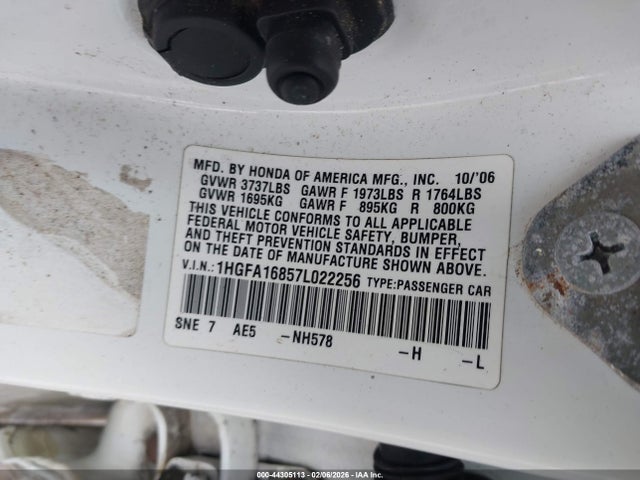 MFD. BY HONDA OF AMERICA MFG., INC. 10/'06
GVWR 3737LBS GAWR F 1973LBS R 1764LBS
GVWR 1695KG GAWR F 895KG R 800KG
THIS VEHICLE CONFORMS TO ALL APPLICABLE
FEDERAL MOTOR VEHICLE SAFETY, BUMPER,
AND THEFT PREVENTION STANDARDS IN EFFECT
ON THE DATE OF MANUFACTURE SHOWN ABOVE.
V.I.N.: 1HGFA16857L022256 TYPE:PASSENGER CAR
SNE 7 AE5 -NH578 -H -L
000-44305113 - 02/06/2026 - IAAI.COM